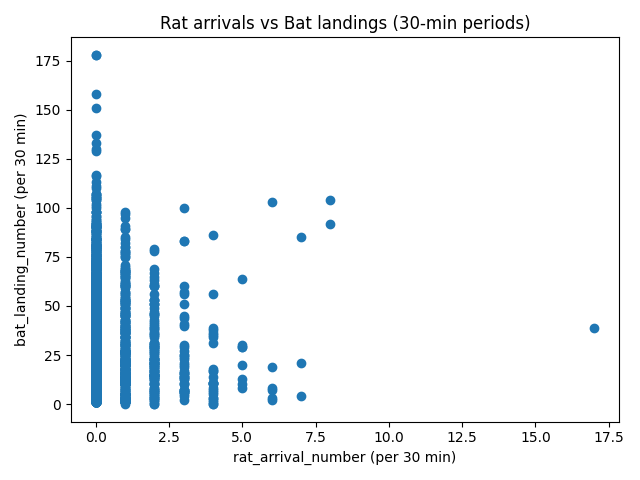 Rat arrivals vs Bat landings (30-min periods)
175
150
125
100
75
50
25
0
bat_landing_number (per 30 min)
0.0 2.5 5.0 7.5 10.0 12.5 15.0 17.5
rat_arrival_number (per 30 min)